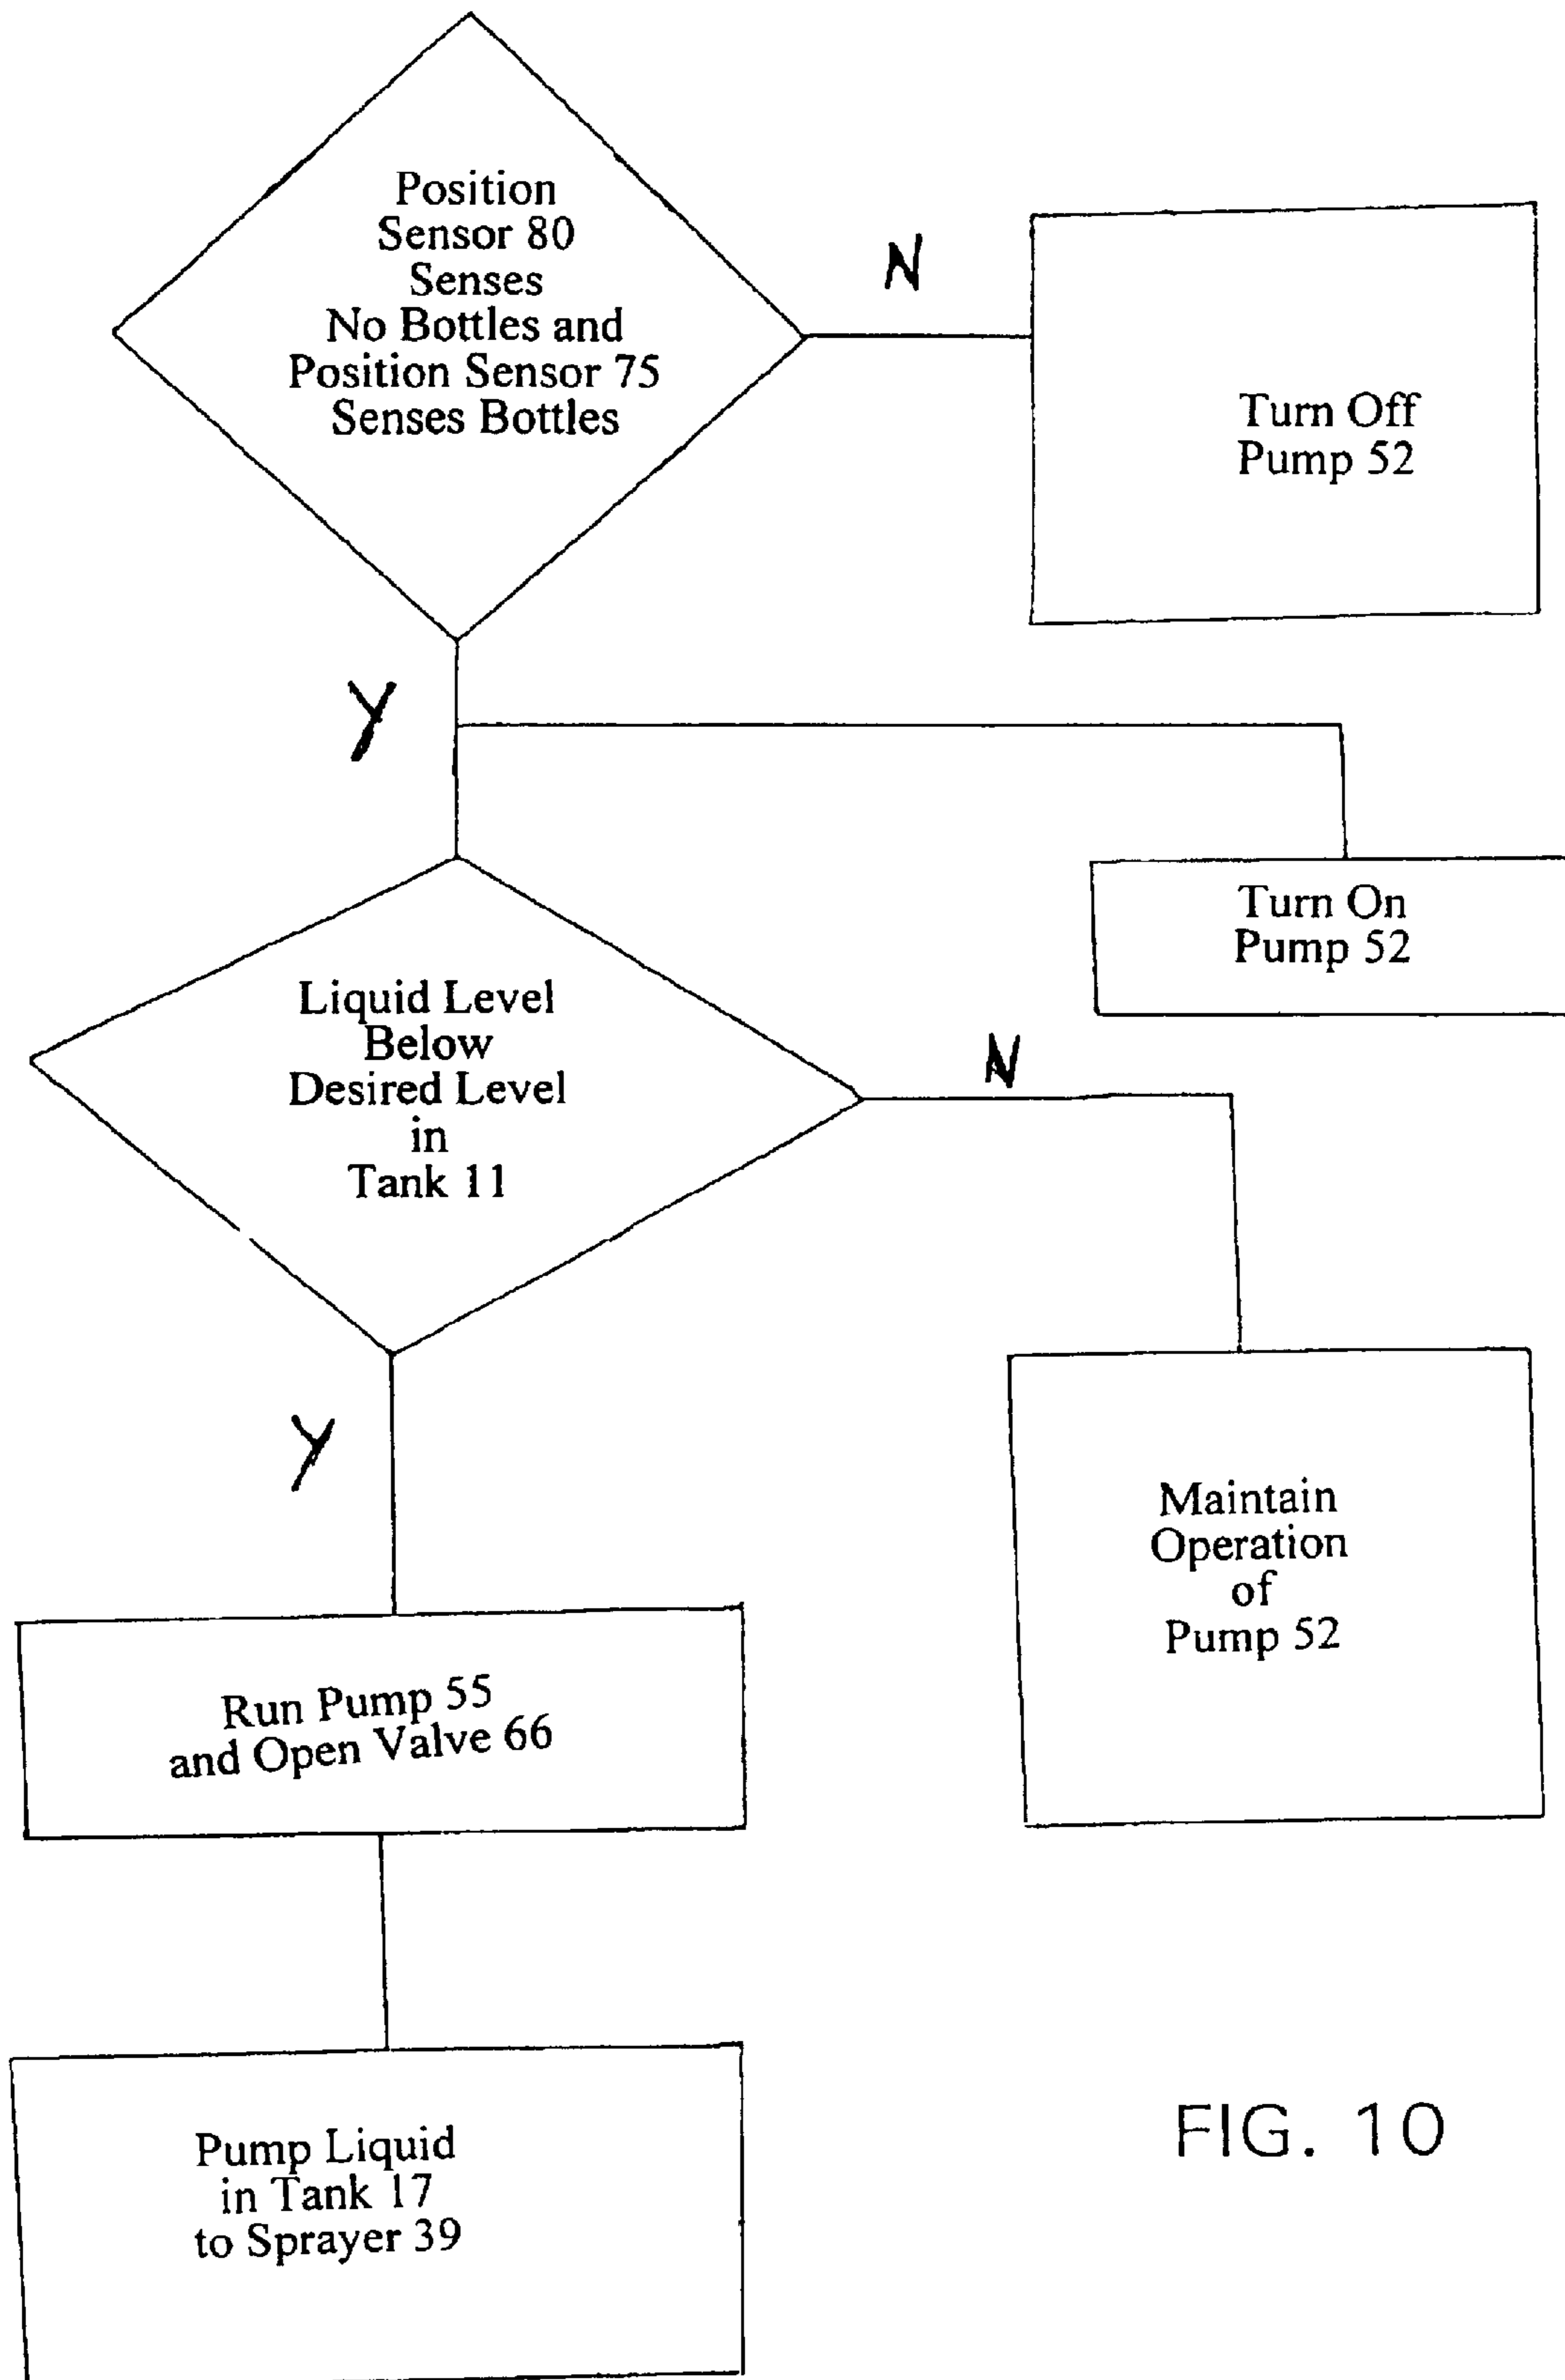 Position
Sensor 80
Senses
No Bottles and
Position Sensor 75
Senses Bottles
N
Turn Off
Pump 52
Y
Turn On
Pump 52
Liquid Level
Below
Desired Level
in
Tank 11
N
Y
Maintain
Operation
of
Pump 52
Run Pump 55
and Open Valve 66
Pump Liquid
in Tank 17
to Sprayer 39
FIG. 10